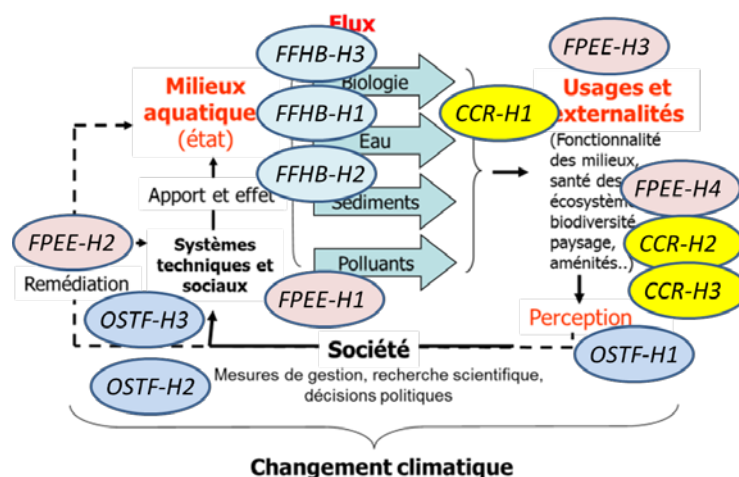 Flux
FFHB-H3
Biologie
FPEE-H3
Milieux
aquatique
(état)
FFHB-H1
Eau
CCR-H1
Usages et
externalités
FFHB-H2
Sédiments
(Fonctionnalité
des milieux,
santé des
écosystème
biodiversité
paysage,
aménités..)
FPEE-H4
CCR-H2
CCR-H3
Apport et effet
FPEE-H2
Remédiation
Systèmes
techniques et
sociaux
Polluants
FPEE-H1
OSTF-H3
Perception
OSTF-H1
Société
OSTF-H2
Mesures de gestion, recherche scientifique,
décisions politiques
Changement climatique